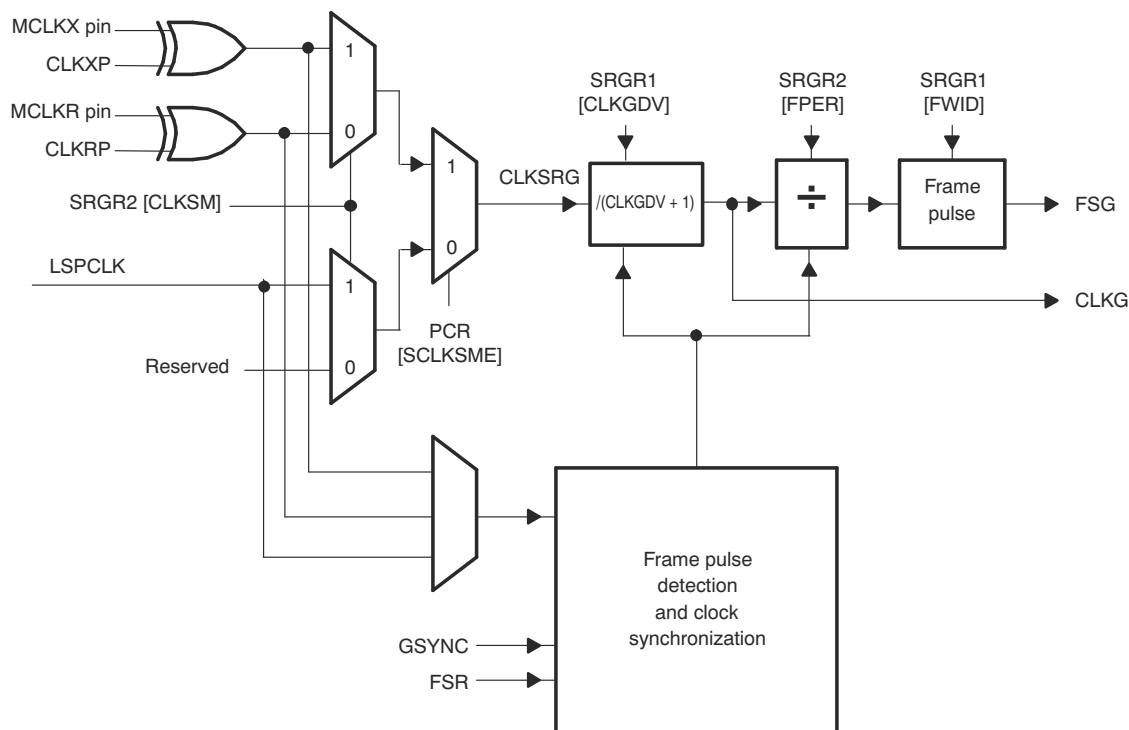 MCLKX pin
CLKXP
MCLKR pin
CLKRP
1
0
SRGR2 [CLKSM]
LSPCLK
1
Reserved
0
1
0
PCR
[SCLKSME]
CLKSRG
SRGR1
[CLKGDV]
/(CLKGDV + 1)
SRGR2
[FPER]
÷
SRGR1
[FWID]
Frame
pulse
FSG
CLKG
Frame pulse
detection
and clock
synchronization
GSYNC
FSR